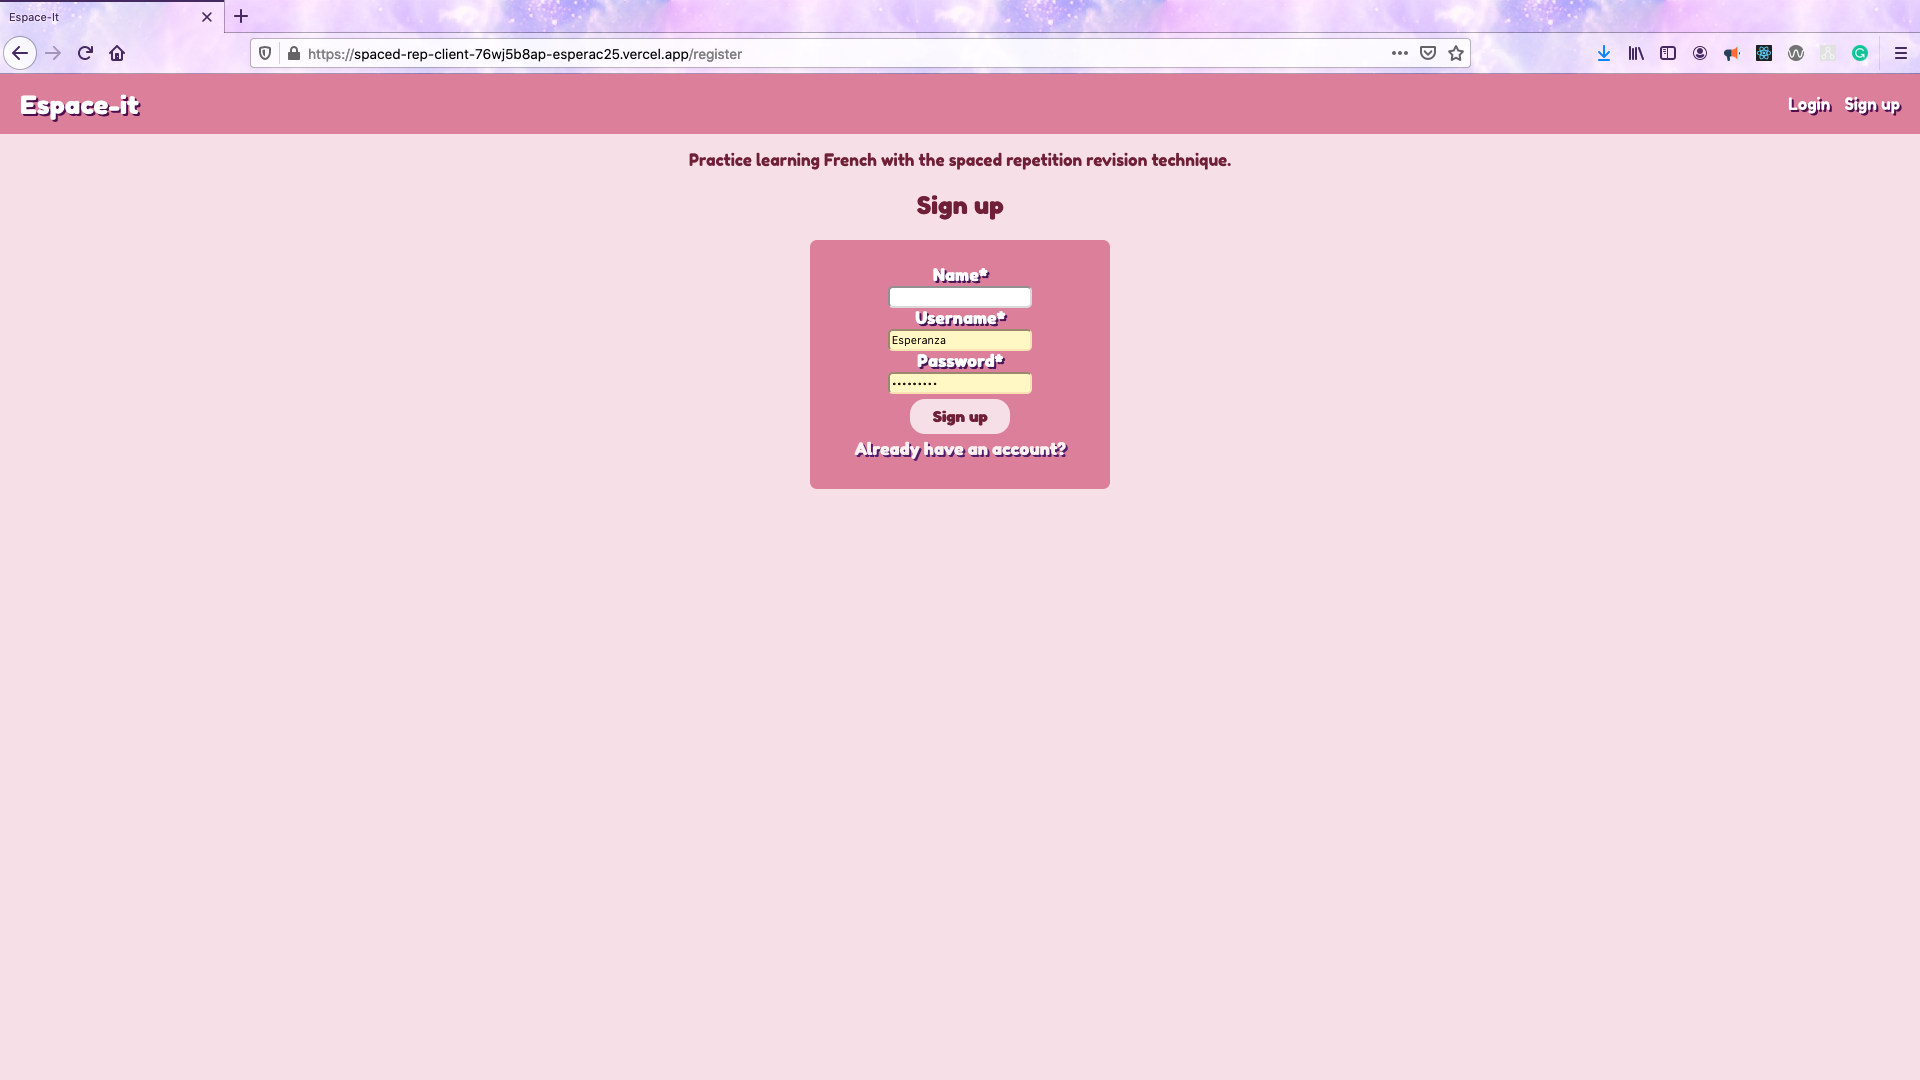 Espace-It
https://spaced-rep-client-76wj5b8ap-esperac25.vercel.app/register
Espace-it
Login Sign up
Practice learning French with the spaced repetition revision technique.
Sign up
Name*
Username*
Esperanza
Password*
•••••••••
Sign up
Already have an account?